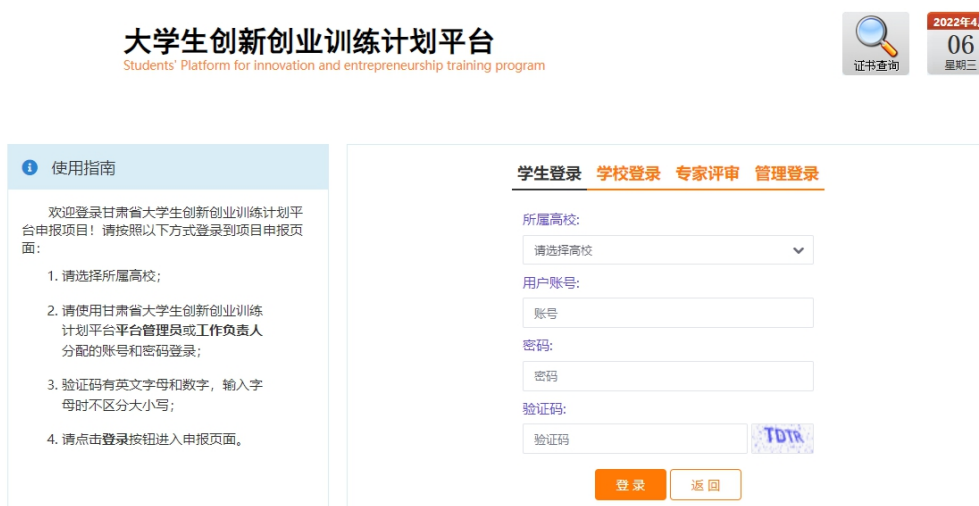 大学生创新创业训练计划平台
Students' Platform for innovation and entrepreneurship training program
证书查询
2022年4
06
星期三
使用指南
欢迎登录甘肃省大学生创新创业训练计划平
台申报项目！请按照以下方式登录到项目申报页
面：
1. 请选择所属高校；
2. 请使用甘肃省大学生创新创业训练
计划平台平台管理员或工作负责人
分配的账号和密码登录；
3. 验证码有英文字母和数字，输入字
母时不区分大小写；
4. 请点击登录按钮进入申报页面。
学生登录 学校登录 专家评审 管理登录
所属高校:
请选择高校
用户账号:
账号
密码:
密码
验证码:
验证码 TDTR
登 录 返 回